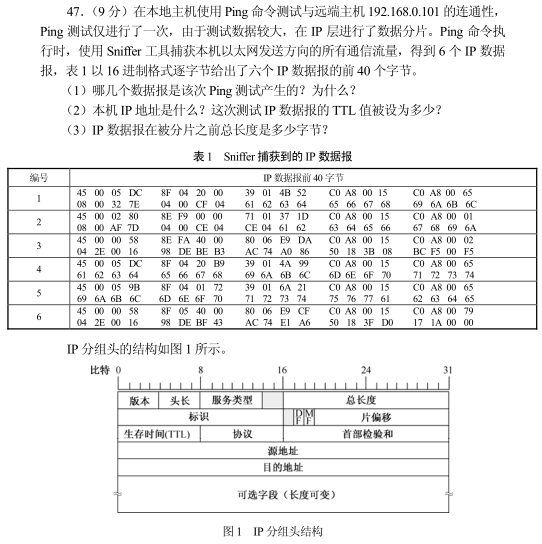 47.（9 分）在本地主机使用 Ping 命令测试与远端主机 192.168.0.101 的连通性，
Ping 测试仅进行了一次，由于测试数据较大，在 IP 层进行了数据分片。Ping 命令执
行时，使用 Sniffer 工具捕获本机以太网发送方向的所有通信流量，得到 6 个 IP 数据
报，表 1 以 16 进制格式逐字节给出了六个 IP 数据报的前 40 个字节。
（1）哪几个数据报是该次 Ping 测试产生的？为什么？
（2）本机 IP 地址是什么？这次测试 IP 数据报的 TTL 值被设为多少？
（3）IP 数据报在被分片之前总长度是多少字节？
表 1 Sniffer 捕获到的 IP 数据报
编号 IP 数据报前 40 字节
1
45 00 05 DC 8F 04 20 00 39 01 4B 52 C0 A8 00 15 C0 A8 00 65
08 00 32 7E 04 00 CF 04 61 62 63 64 65 66 67 68 69 6A 6B 6C
2
45 00 02 80 8E F9 00 00 71 01 37 1D C0 A8 00 15 C0 A8 00 01
08 00 AF 7D 04 00 CE 04 CE 04 61 62 63 64 65 66 67 68 69 6A
3
45 00 00 58 8E FA 40 00 80 06 E9 DA C0 A8 00 15 C0 A8 00 02
04 2E 00 16 98 DE BE B3 AC 74 A0 86 50 18 3B 08 BC F5 00 F5
4
45 00 05 DC 8F 04 20 B9 39 01 4A 99 C0 A8 00 15 C0 A8 00 65
61 62 63 64 65 66 67 68 69 6A 6B 6C 6D 6E 6F 70 71 72 73 74
5
45 00 05 9B 8F 04 01 72 39 01 6A 21 C0 A8 00 15 C0 A8 00 65
69 6A 6B 6C 6D 6E 6F 70 71 72 73 74 75 76 77 61 62 63 64 65
6
45 00 00 58 8F 05 40 00 80 06 E9 CF C0 A8 00 15 C0 A8 00 79
04 2E 00 16 98 DE BF 43 AC 74 E1 A6 50 18 3F D0 17 1A 00 00
IP 分组头的结构如图 1 所示。
比特 0 8 16 24 31
版本 头长 服务类型 总长度
标识 DF MF 片偏移
生存时间(TTL) 协议 首部检验和
源地址
目的地址
可选字段（长度可变）
图 1 IP 分组头结构